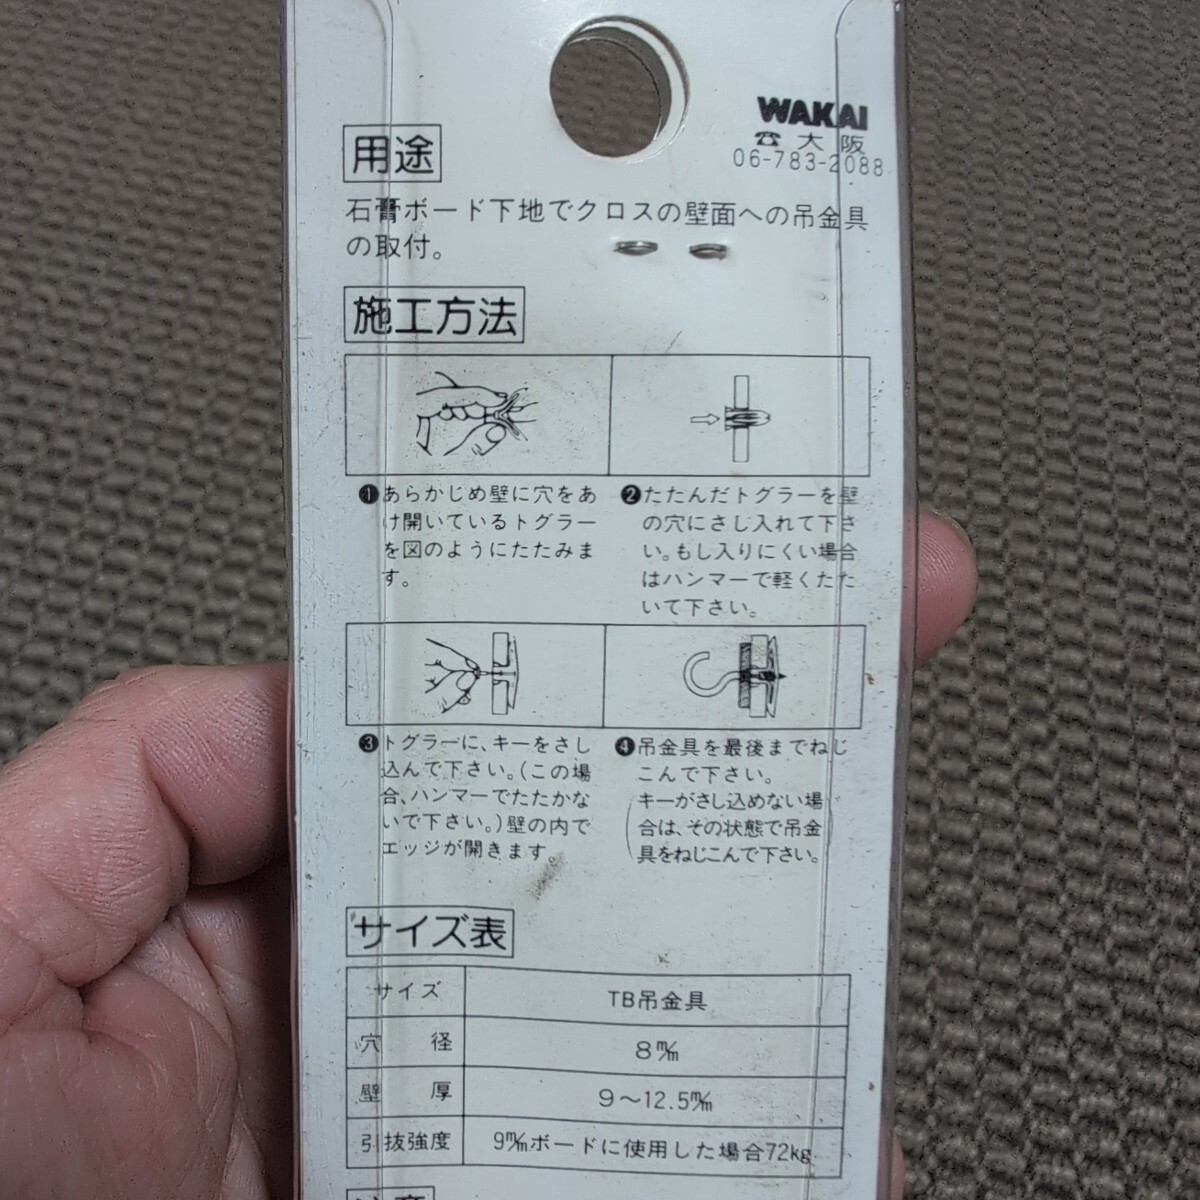 WAKAI
☎大阪
06-783-2088
用途
石膏ボード下地でクロスの壁面への吊金具
の取付。
施工方法
❶あらかじめ壁に穴をあ
け開いているトグラー
を図のようにたたみま
す。
❷たたんだトグラーを壁
の穴にさし入れて下さ
い。もし入りにくい場合
はハンマーで軽くたた
いて下さい。
❸トグラーに、キーをさし
込んで下さい。(この場
合、ハンマーでたたかな
いで下さい。)壁の内で
エッジが開きます。
❹吊金具を最後までねじ
こんで下さい。
(キーがさし込めない場
合は、その状態で吊金
具をねじこんで下さい。)
サイズ表
サイズ TB吊金具
穴径 8㎜
壁厚 9～12.5㎜
引抜強度 9㎜ボードに使用した場合72kg